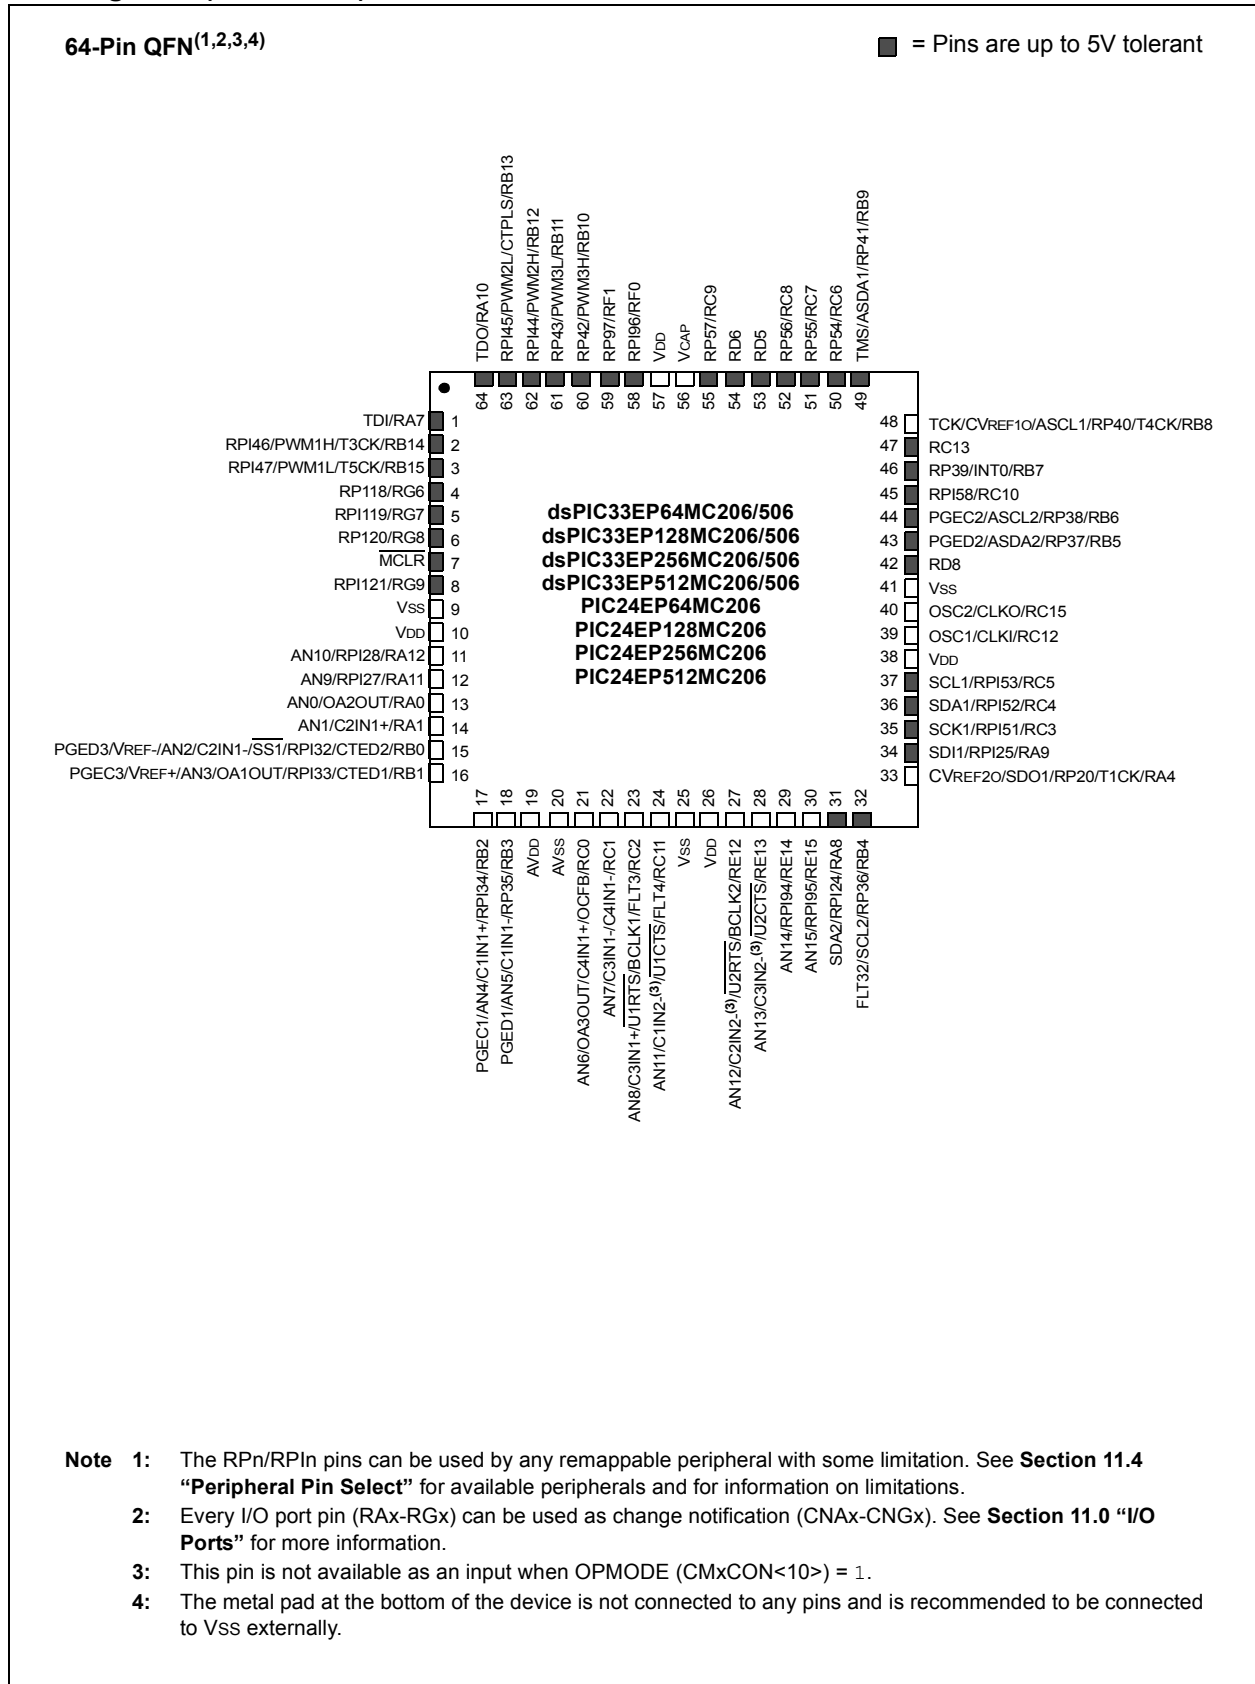 64-Pin QFN(1,2,3,4)
= Pins are up to 5V tolerant
TDO/RA10
RPI45/PWM2L/CTPLS/RB13
RPI44/PWM2H/RB12
RP43/PWM3L/RB11
RP42/PWM3H/RB10
RP97/RF1
RPI96/RF0
VDD
VCAP
RP57/RC9
RD6
RD5
RP56/RC8
RP55/RC7
RP54/RC6
TMS/ASDA1/RP41/RB9
64 63 62 61 60 59 58 57 56 55 54 53 52 51 50 49
TDI/RA7 1
RPI46/PWM1H/T3CK/RB14 2
RPI47/PWM1L/T5CK/RB15 3
RP118/RG6 4
RPI119/RG7 5
RP120/RG8 6
MCLR 7
RPI121/RG9 8
VSS 9
VDD 10
AN10/RPI28/RA12 11
AN9/RPI27/RA11 12
AN0/OA2OUT/RA0 13
AN1/C2IN1+/RA1 14
PGED3/VREF-/AN2/C2IN1-/SS1/RPI32/CTED2/RB0 15
PGEC3/VREF+/AN3/OA1OUT/RPI33/CTED1/RB1 16
dsPIC33EP64MC206/506
dsPIC33EP128MC206/506
dsPIC33EP256MC206/506
dsPIC33EP512MC206/506
PIC24EP64MC206
PIC24EP128MC206
PIC24EP256MC206
PIC24EP512MC206
48 TCK/CVREF1O/ASCL1/RP40/T4CK/RB8
47 RC13
46 RP39/INT0/RB7
45 RPI58/RC10
44 PGEC2/ASCL2/RP38/RB6
43 PGED2/ASDA2/RP37/RB5
42 RD8
41 VSS
40 OSC2/CLKO/RC15
39 OSC1/CLKI/RC12
38 VDD
37 SCL1/RPI53/RC5
36 SDA1/RPI52/RC4
35 SCK1/RPI51/RC3
34 SDI1/RPI25/RA9
33 CVREF2O/SDO1/RP20/T1CK/RA4
17 18 19 20 21 22 23 24 25 26 27 28 29 30 31 32
PGEC1/AN4/C1IN1+/RPI34/RB2
PGED1/AN5/C1IN1-/RP35/RB3
AVDD
AVSS
AN6/OA3OUT/C4IN1+/OCFB/RC0
AN7/C3IN1-/C4IN1-/RC1
AN8/C3IN1+/U1RTS/BCLK1/FLT3/RC2
AN11/C1IN2-(3)/U1CTS/FLT4/RC11
VSS
VDD
AN12/C2IN2-(3)/U2RTS/BCLK2/RE12
AN13/C3IN2-(3)/U2CTS/RE13
AN14/RPI94/RE14
AN15/RPI95/RE15
SDA2/RPI24/RA8
FLT32/SCL2/RP36/RB4
Note 1: The RPn/RPIn pins can be used by any remappable peripheral with some limitation. See Section 11.4
“Peripheral Pin Select” for available peripherals and for information on limitations.
2: Every I/O port pin (RAx-RGx) can be used as change notification (CNAx-CNGx). See Section 11.0 “I/O
Ports” for more information.
3: This pin is not available as an input when OPMODE (CMxCON<10>) = 1.
4: The metal pad at the bottom of the device is not connected to any pins and is recommended to be connected
to VSS externally.